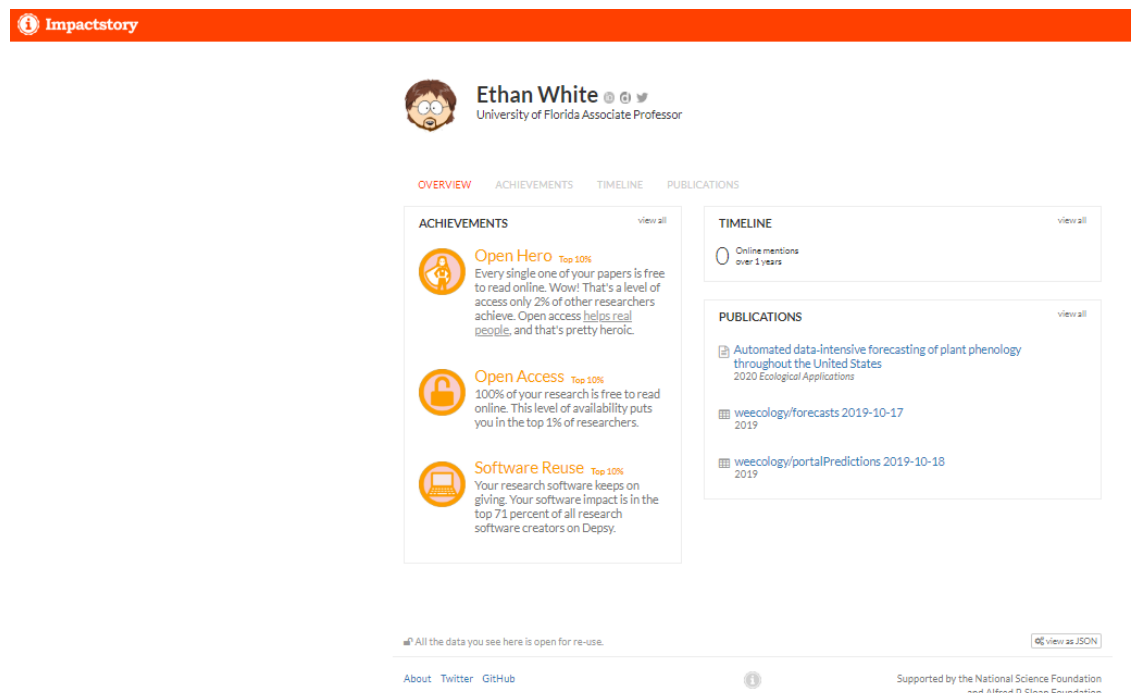 Impactstory
Ethan White
University of Florida Associate Professor
OVERVIEW ACHIEVEMENTS TIMELINE PUBLICATIONS
ACHIEVEMENTS view all
Open Hero Top 10%
Every single one of your papers is free
to read online. Wow! That's a level of
access only 2% of other researchers
achieve. Open access helps real
people, and that's pretty heroic.
Open Access Top 10%
100% of your research is free to read
online. This level of availability puts
you in the top 1% of researchers.
Software Reuse Top 10%
Your research software keeps on
giving. Your software impact is in the
top 71 percent of all research
software creators on Depsy.
TIMELINE view all
0 Online mentions
over 1 years
PUBLICATIONS view all
Automated data-intensive forecasting of plant phenology
throughout the United States
2020 Ecological Applications
weecology/forecasts 2019-10-17
2019
weecology/portalPredictions 2019-10-18
2019
All the data you see here is open for re-use. view as JSON
About Twitter GitHub
Supported by the National Science Foundation
and Alfred P. Sloan Foundation